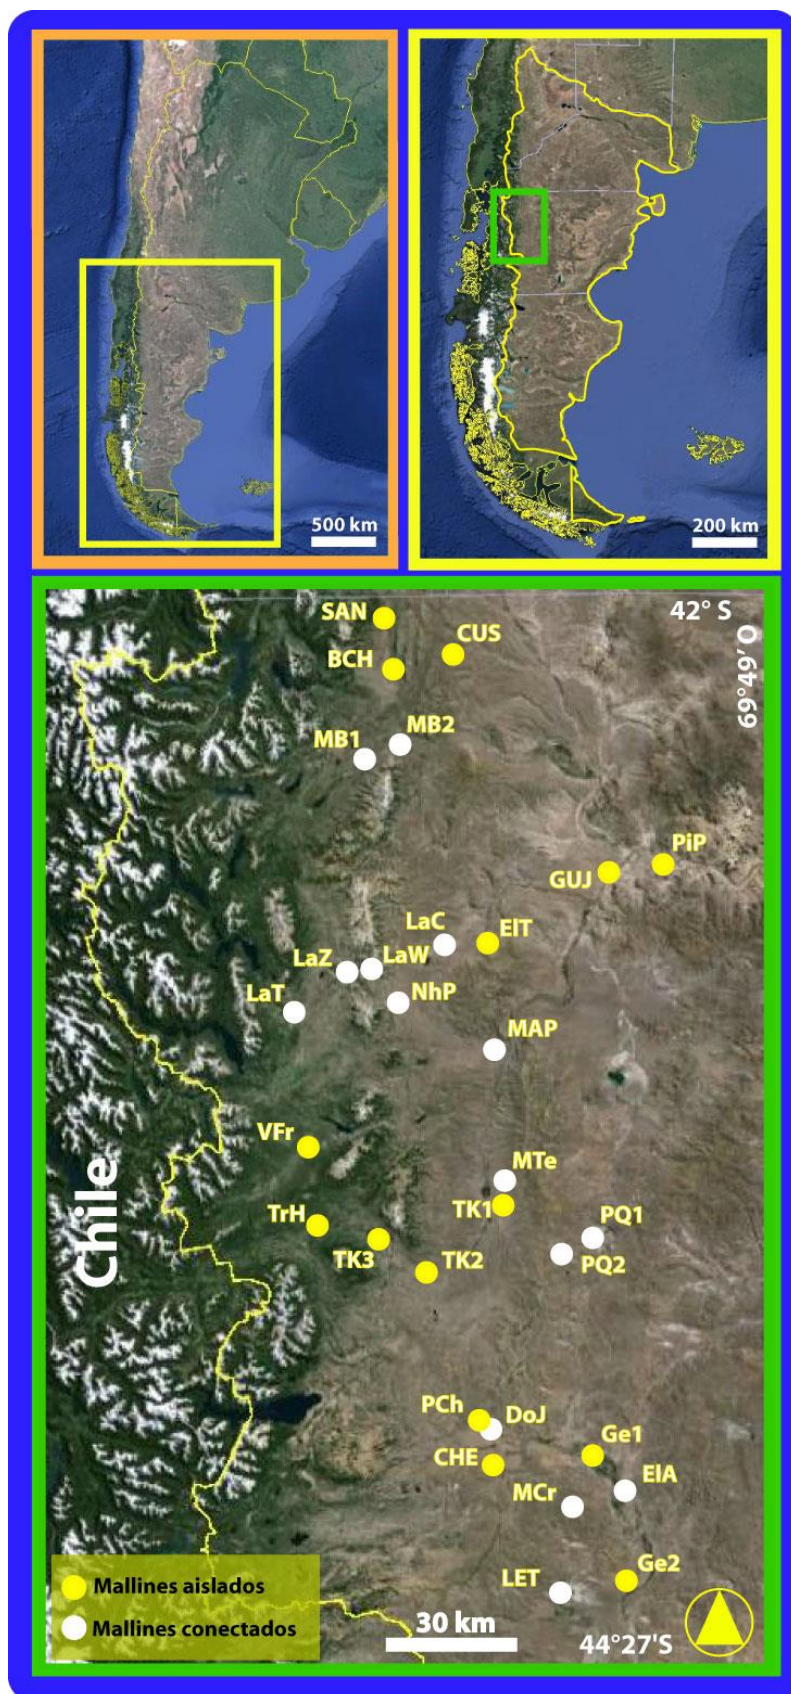 500 km
200 km
SAN
42° S
CUS
BCH
69°49' O
MB2
MB1
PiP
GUJ
LaC
ElT
LaW
LaZ
NhP
LaT
MAP
VFr
MTe
Chile
TK1
PQ1
TrH
TK3
TK2
PQ2
PCh
DoJ
Ge1
CHE
ElA
MCr
Ge2
LET
Mallines aislados
Mallines conectados
30 km
44°27'S